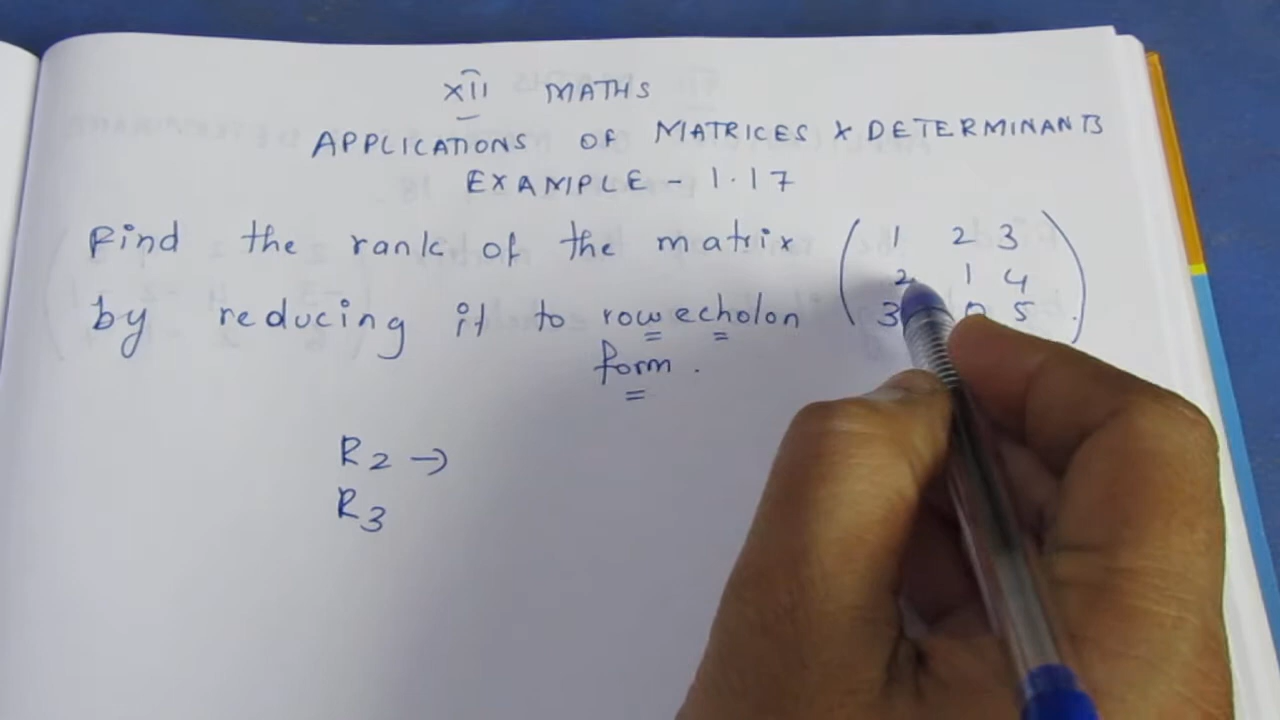 XII MATHS
APPLICATIONS OF MATRICES & DETERMINANTS
EXAMPLE - 1.17
Find the rank of the matrix ( 1 2 3
2 1 4
3 0 5 )
by reducing it to row echolon
form.
R2 →
R3